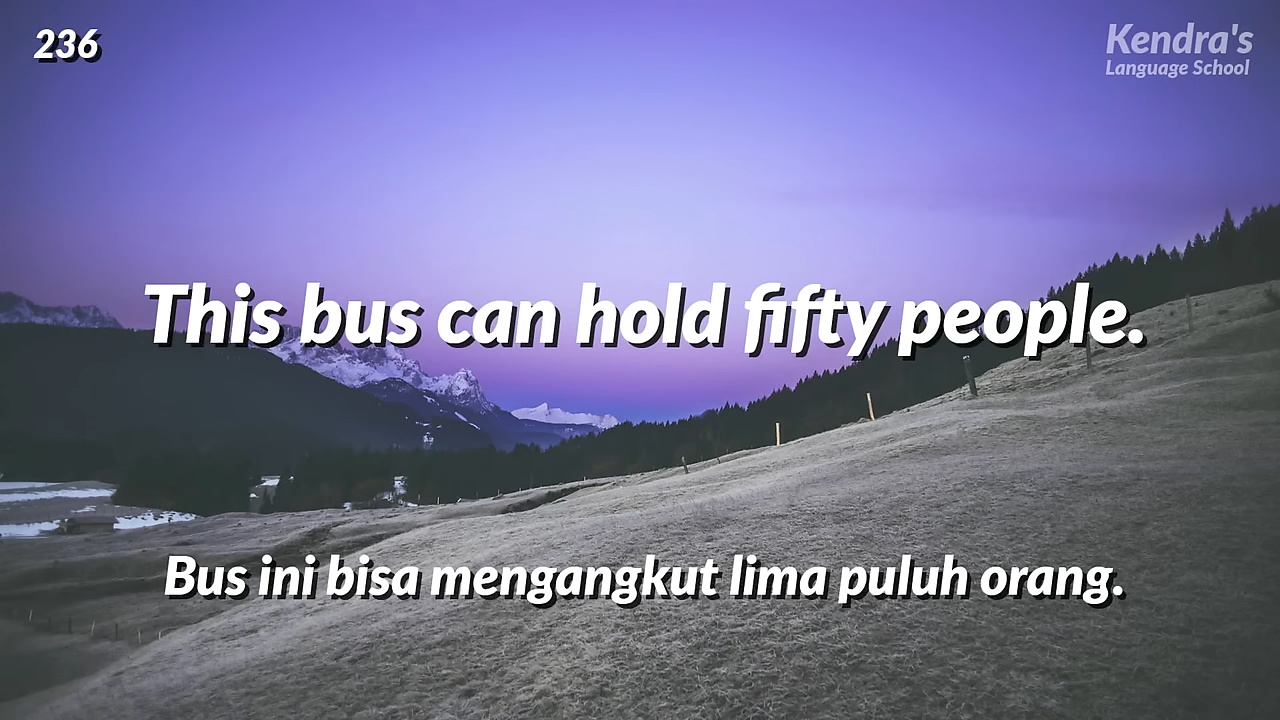 236
Kendra's
Language School
This bus can hold fifty people.
Bus ini bisa mengangkut lima puluh orang.